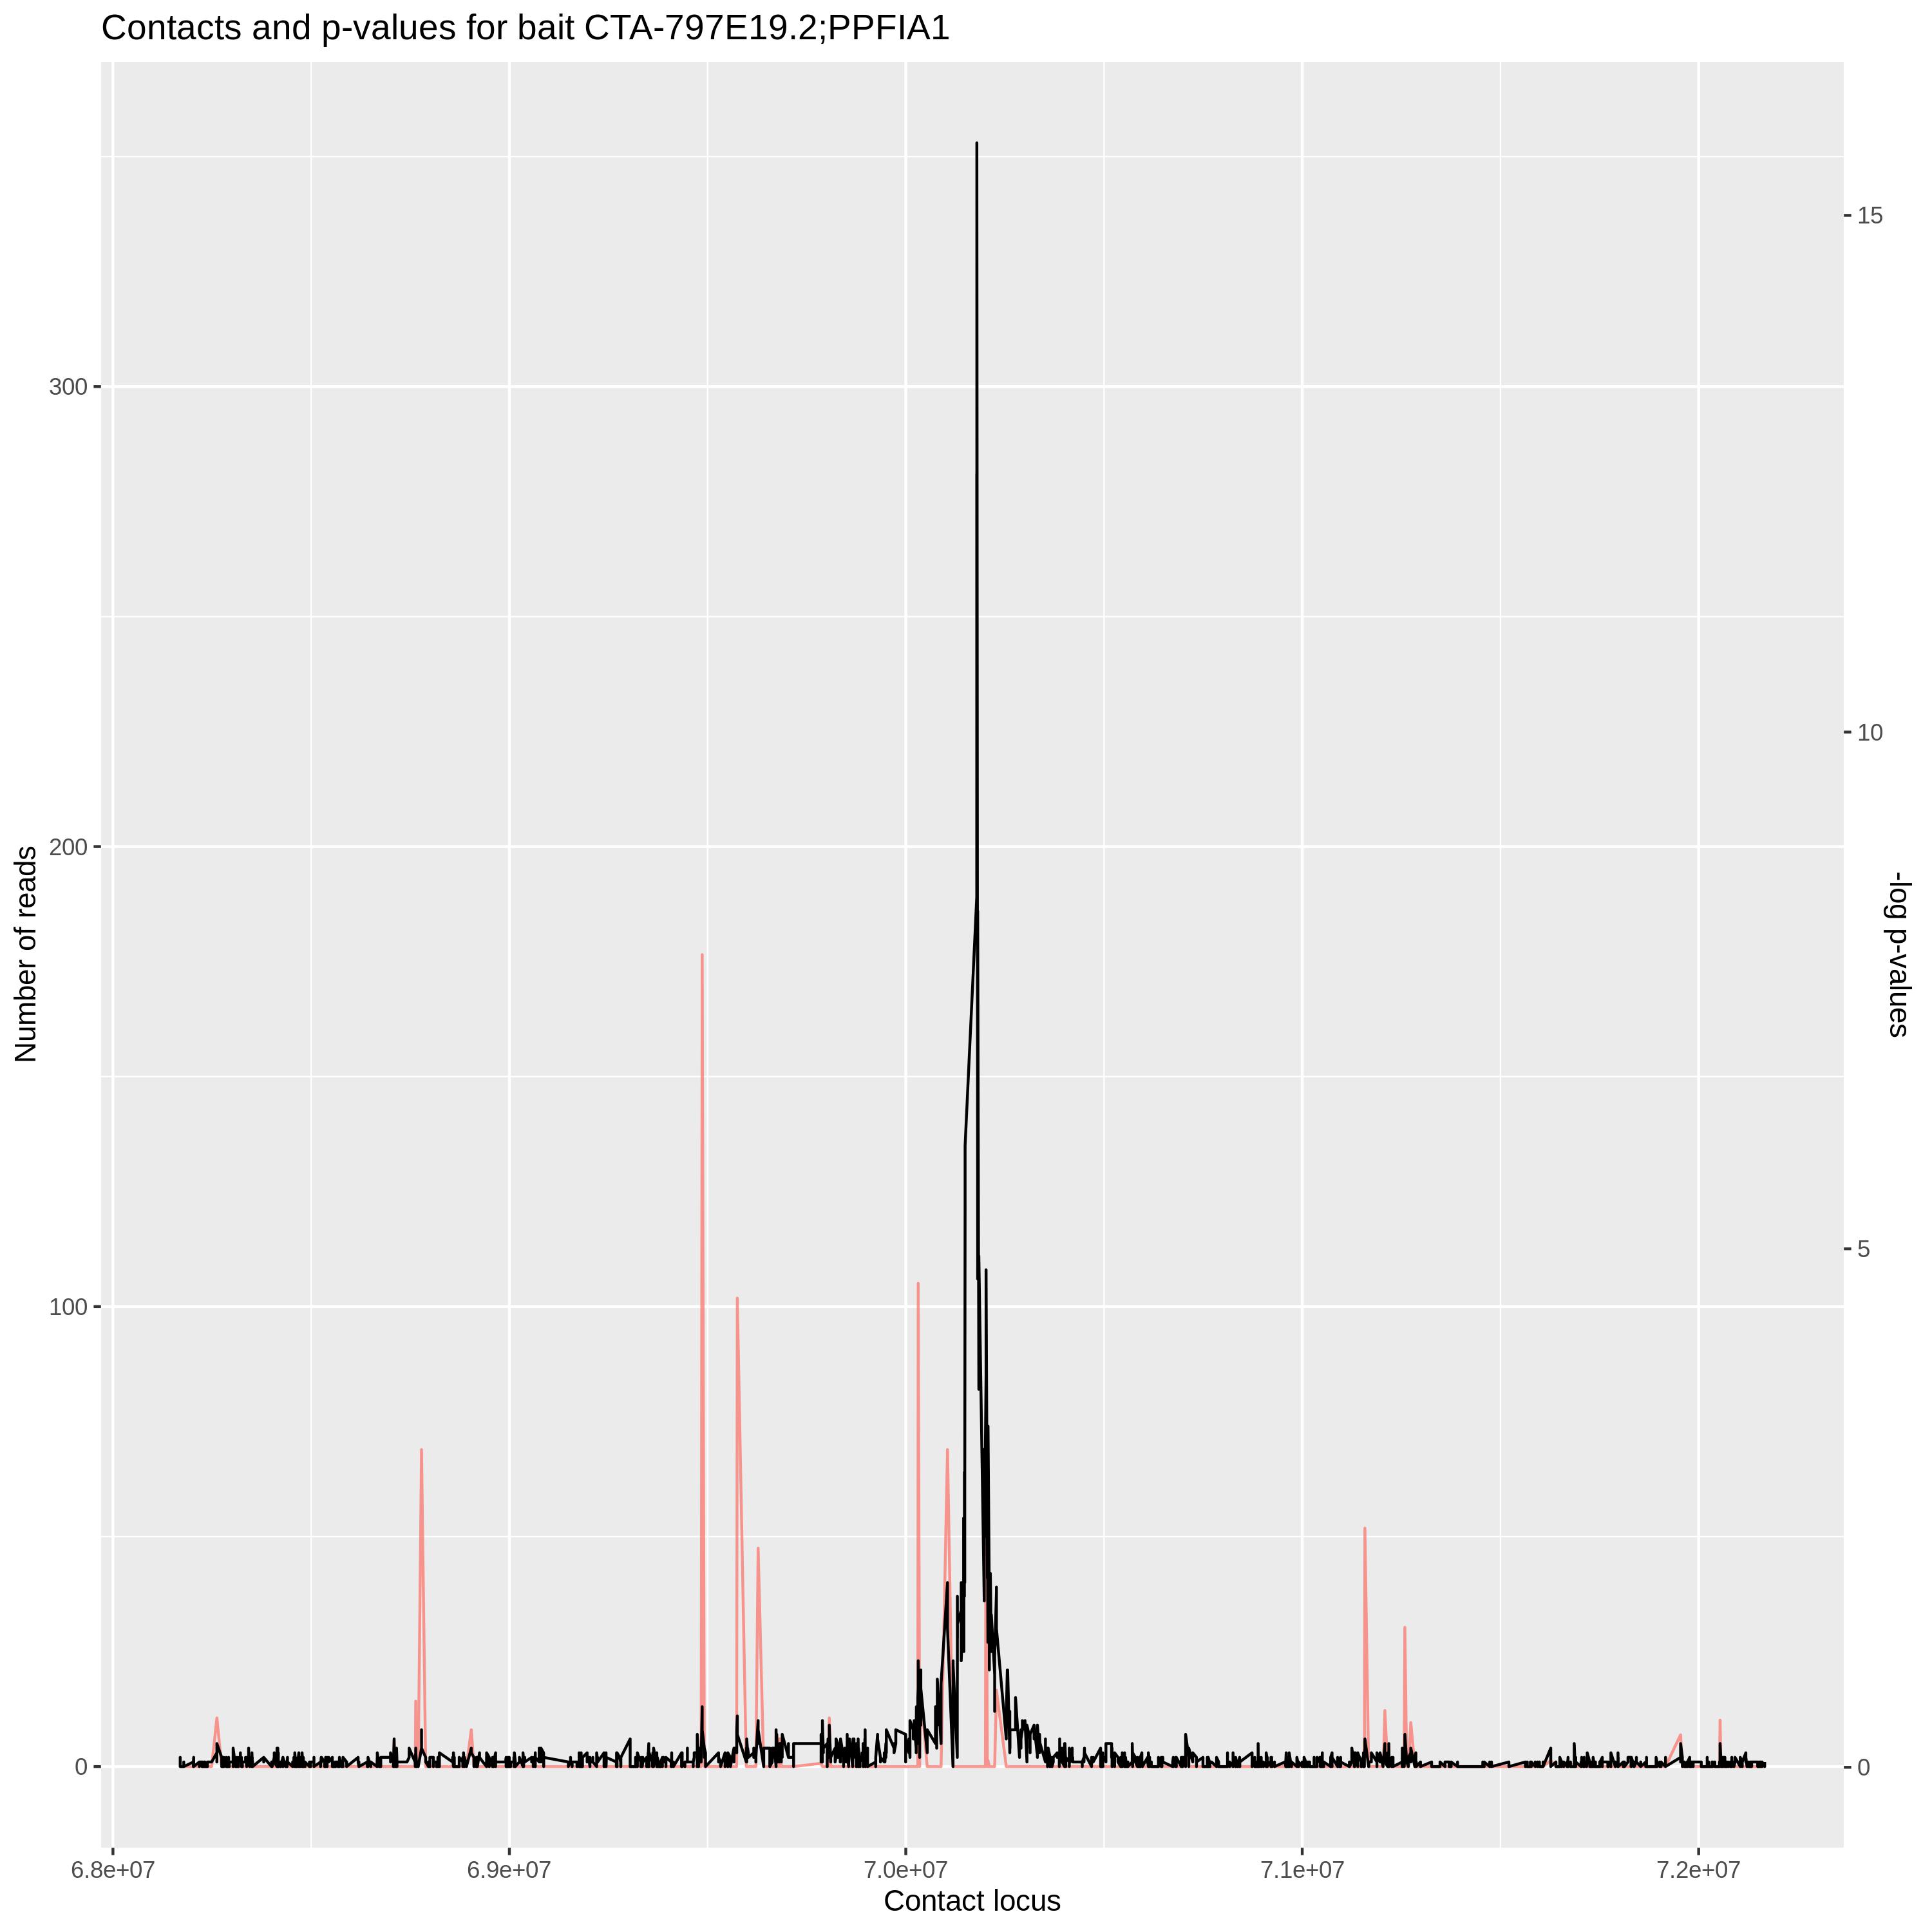 Contacts and p-values for bait CTA-797E19.2;PPFIA1
Number of reads
300
200
100
0
15
10
5
0
-log p-values
6.8e+07 6.9e+07 7.0e+07 7.1e+07 7.2e+07
Contact locus